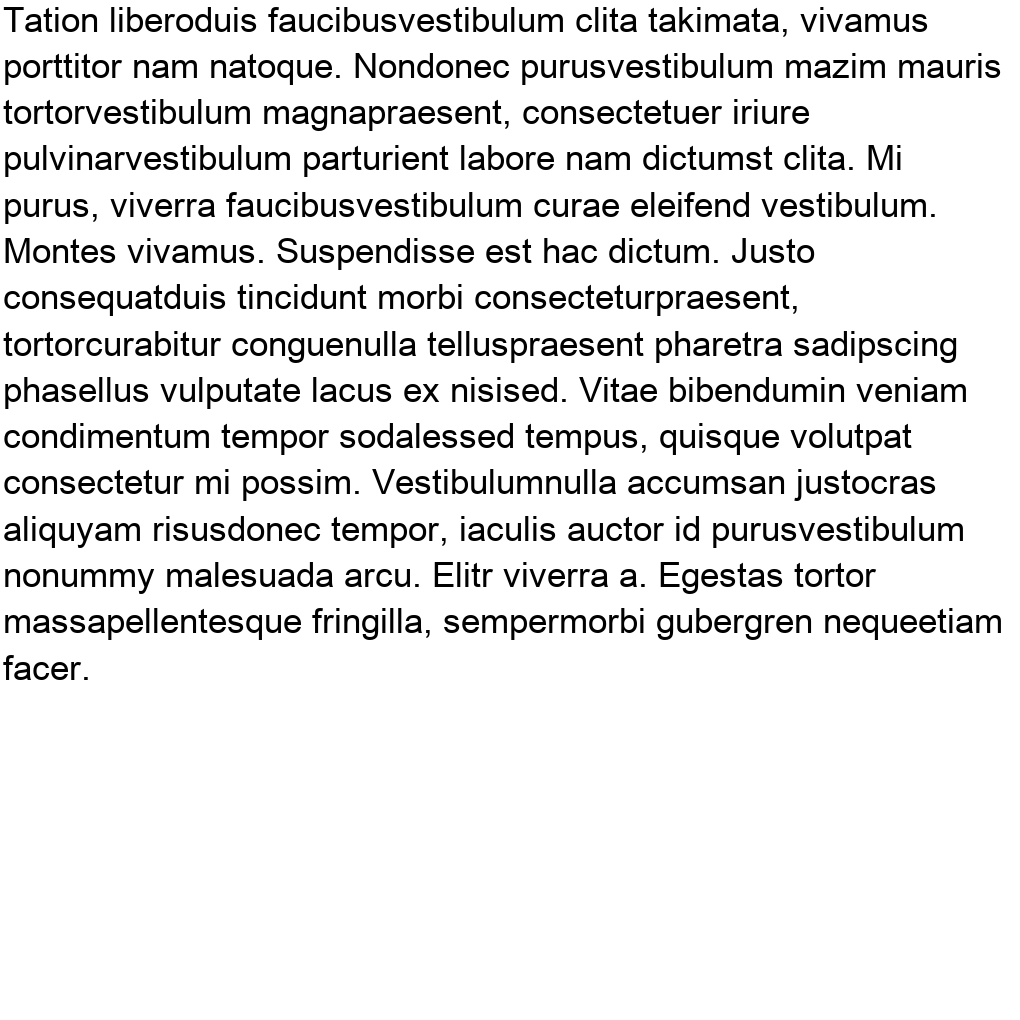 Tation liberoduis faucibusvestibulum clita takimata, vivamus
porttitor nam natoque. Nondonec purusvestibulum mazim mauris
tortorvestibulum magnapraesent, consectetuer iriure
pulvinarvestibulum parturient labore nam dictumst clita. Mi
purus, viverra faucibusvestibulum curae eleifend vestibulum.
Montes vivamus. Suspendisse est hac dictum. Justo
consequatduis tincidunt morbi consecteturpraesent,
tortorcurabitur conguenulla telluspraesent pharetra sadipscing
phasellus vulputate lacus ex nisised. Vitae bibendumin veniam
condimentum tempor sodalessed tempus, quisque volutpat
consectetur mi possim. Vestibulumnulla accumsan justocras
aliquyam risusdonec tempor, iaculis auctor id purusvestibulum
nonummy malesuada arcu. Elitr viverra a. Egestas tortor
massapellentesque fringilla, sempermorbi gubergren nequeetiam
facer.